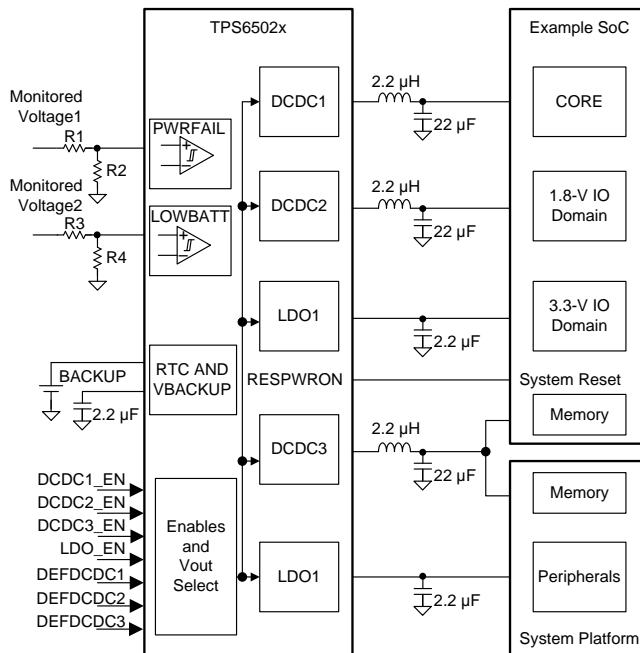 TPS6502x
Example SoC
Monitored
Voltage1
R1
R2
PWRFAIL
Monitored
Voltage2
R3
R4
LOWBATT
DCDC1
2.2 µH
22 µF
CORE
DCDC2
2.2 µH
22 µF
1.8-V IO
Domain
LDO1
2.2 µF
3.3-V IO
Domain
BACKUP
2.2 µF
RTC AND
VBACKUP
RESPWRON
System Reset
DCDC3
2.2 µH
22 µF
Memory
Memory
DCDC1_EN
DCDC2_EN
DCDC3_EN
LDO_EN
DEFDCDC1
DEFDCDC2
DEFDCDC3
Enables
and
Vout
Select
LDO1
2.2 µF
Peripherals
System Platform